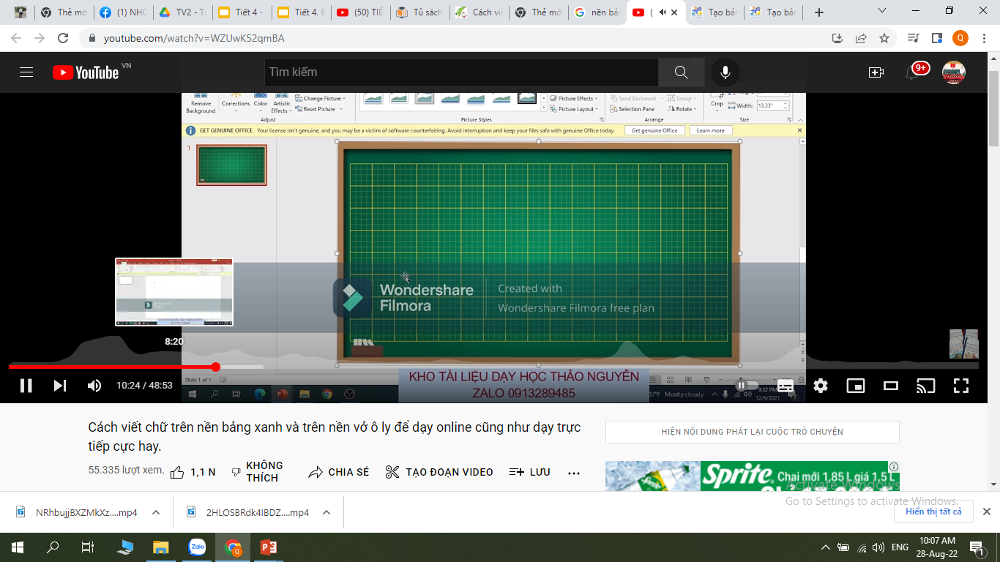 Thể mớ
(1) NHÓ
TV2 - T
Tiết 4 -
Tiết 4. B
(50) TIẾ
Tủ sách
Cách vi
Thể mớ
nền bản
(
Tạo bản
Tạo bản
youtube.com/watch?v=WZUwK52qmBA
Q
YouTube VN
Tìm kiếm
9+
Remove
Background
Corrections
Color
Artistic
Effects
Change Picture
Reset Picture
Adjust
Picture Styles
Picture Effects
Picture Layout
Send Backward
Selection Pane
Group
Rotate
Arrange
Crop
Width: 13.33"
Size
GET GENUINE OFFICE Your license isn't genuine, and you may be a victim of software counterfeiting. Avoid interruption and keep your files safe with genuine Office today. Get genuine Office Learn more
1
Wondershare
Filmora
Created with
Wondershare Filmora free plan
8:20
10:24 / 48:53
Slide 1 of 1
KHO TÀI LIỆU DẠY HỌC THẢO NGUYÊN
ZALO 0913289485
87°F Mostly cloudy
9:32 PM
12/9/2021
Cách viết chữ trên nền bảng xanh và trên nền vở ô ly để dạy online cũng như dạy trực
tiếp cực hay.
55.335 lượt xem.
1,1 N
KHÔNG
THÍCH
CHIA SẺ
TẠO ĐOẠN VIDEO
LƯU
HIỆN NỘI DUNG PHÁT LẠI CUỘC TRÒ CHUYỆN
Sprite
Chai mới 1,85 L giá 1,5 L
Activate Windows
Go to Settings to activate Windows.
NRhbujjBXZMkXz....mp4
2HLOSBRdk4IBDZ....mp4
Hiển thị tất cả
Zalo
Q
ENG
10:07 AM
28-Aug-22
1